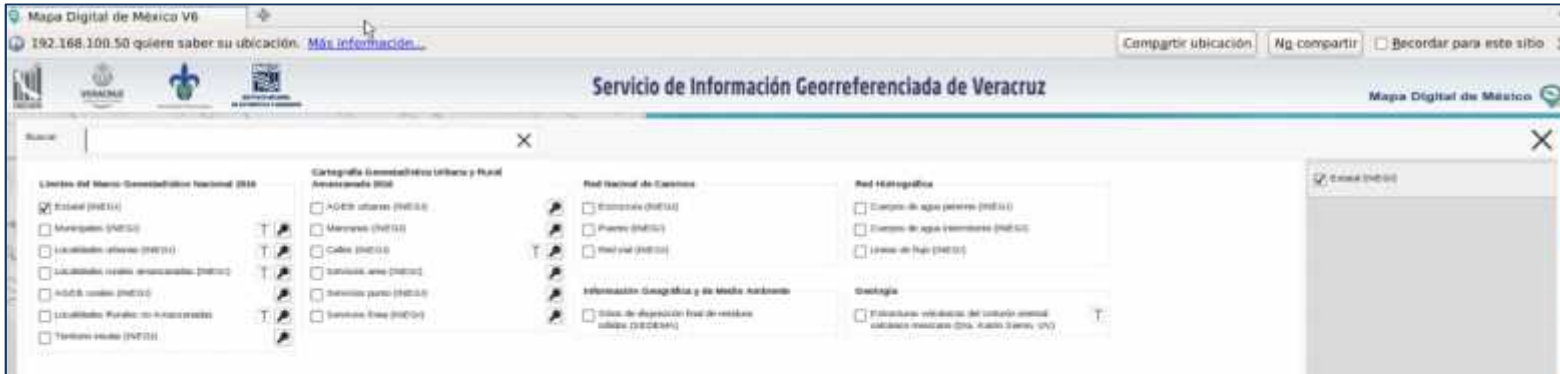 Mapa Digital de México V6
192.168.100.50 quiere saber su ubicación. Más información...
Compartir ubicación
No compartir
Recordar para este sitio
VERACRUZ
Servicio de Información Georreferenciada de Veracruz
Mapa Digital de México
Buscar
Límites del Marco Geoestadístico Nacional 2016
Estatal (INEGI)
Municipales (INEGI)
T
Localidades urbanas (INEGI)
T
Localidades rurales amanzanadas (INEGI)
T
AGEB rurales (INEGI)
Localidades Rurales no Amanzanadas
T
Territorio insular (INEGI)
Cartografía Geoestadística Urbana y Rural
Amanzanada 2016
AGEB urbanas (INEGI)
Manzanas (INEGI)
Calles (INEGI)
T
Servicios area (INEGI)
Servicios punto (INEGI)
Servicios línea (INEGI)
Red Nacional de Caminos
Puentes (INEGI)
Red vial (INEGI)
Información Geográfica y de Medio Ambiente
Sitios de disposición final de residuos
sólidos (SEDEMA)
Red Hidrográfica
Cuerpos de agua perenne (INEGI)
Cuerpos de agua intermitente (INEGI)
Líneas de flujo (INEGI)
Geología
Estructuras volcánicas del cinturón oriental
volcánico mexicano (Dra. Katrin Sieron, UV)
T
Estatal (INEGI)